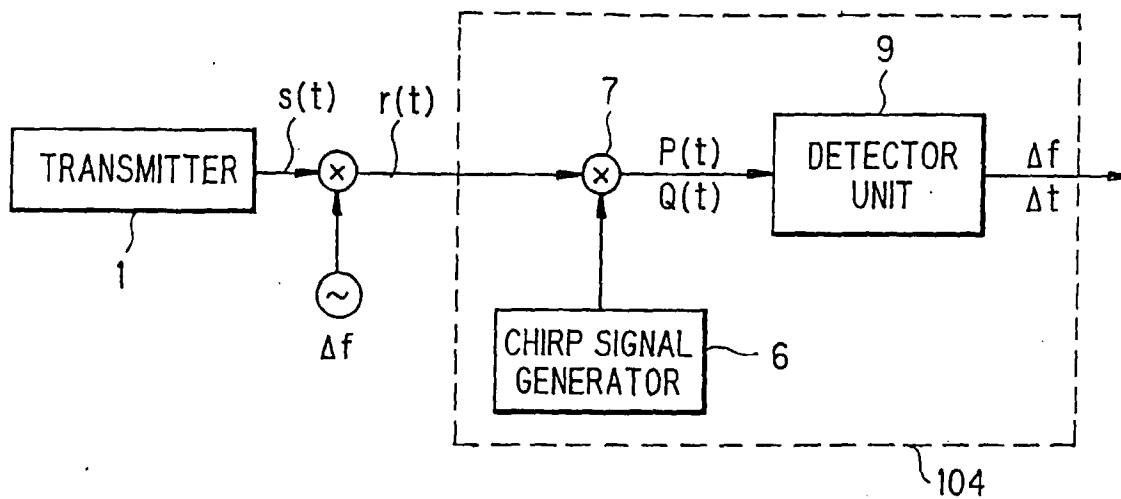 9
7
s(t)
r(t)
TRANSMITTER
P(t)
Q(t)
DETECTOR
UNIT
Δf
Δt
1
~
Δf
CHIRP SIGNAL
GENERATOR
6
104